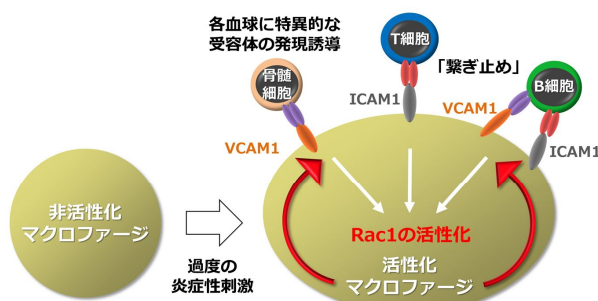 各血球に特異的な
受容体の発現誘導
骨髄
細胞
VCAM1
T細胞
ICAM1
「繋ぎ止め」
VCAM1
B細胞
ICAM1
非活性化
マクロファージ
過度の
炎症性刺激
Rac1の活性化
活性化
マクロファージ